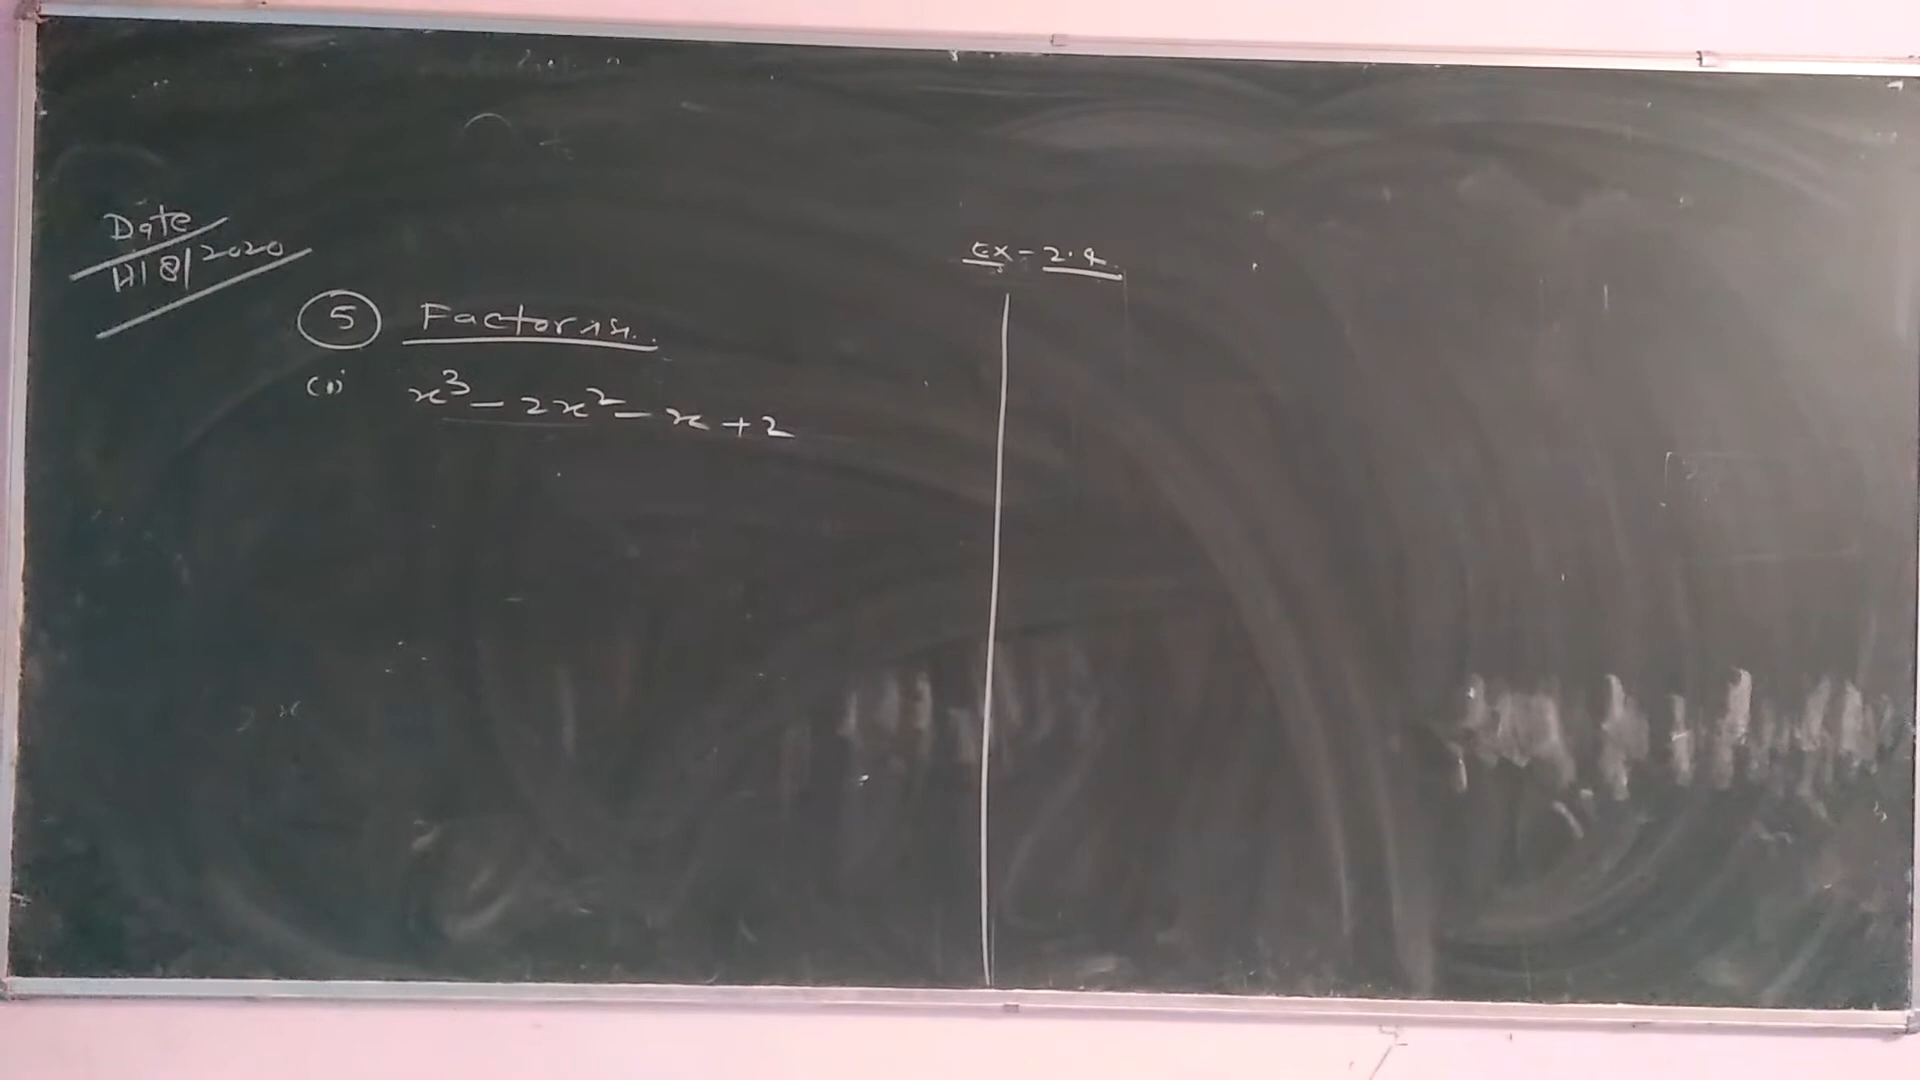 Date
11/8/2020
Ex - 2.4
5 Factorise.
(i) x³ - 2x² - x + 2